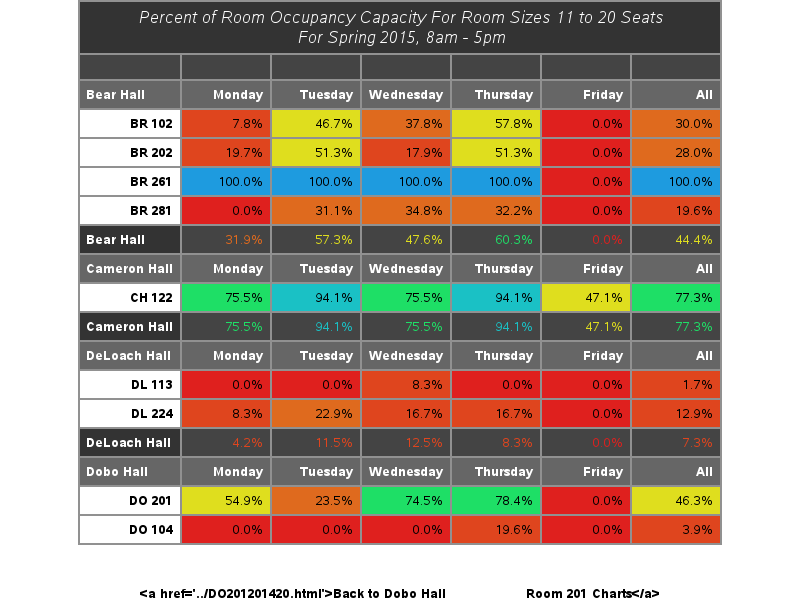 Percent of Room Occupancy Capacity For Room Sizes 11 to 20 Seats
For Spring 2015, 8am - 5pm
Bear Hall Monday Tuesday Wednesday Thursday Friday All
BR 102 7.8% 46.7% 37.8% 57.8% 0.0% 30.0%
BR 202 19.7% 51.3% 17.9% 51.3% 0.0% 28.0%
BR 261 100.0% 100.0% 100.0% 100.0% 0.0% 100.0%
BR 281 0.0% 31.1% 34.8% 32.2% 0.0% 19.6%
Bear Hall 31.9% 57.3% 47.6% 60.3% 0.0% 44.4%
Cameron Hall Monday Tuesday Wednesday Thursday Friday All
CH 122 75.5% 94.1% 75.5% 94.1% 47.1% 77.3%
Cameron Hall 75.5% 94.1% 75.5% 94.1% 47.1% 77.3%
DeLoach Hall Monday Tuesday Wednesday Thursday Friday All
DL 113 0.0% 0.0% 8.3% 0.0% 0.0% 1.7%
DL 224 8.3% 22.9% 16.7% 16.7% 0.0% 12.9%
DeLoach Hall 4.2% 11.5% 12.5% 8.3% 0.0% 7.3%
Dobo Hall Monday Tuesday Wednesday Thursday Friday All
DO 201 54.9% 23.5% 74.5% 78.4% 0.0% 46.3%
DO 104 0.0% 0.0% 0.0% 19.6% 0.0% 3.9%
<a href='../DO201201420.html'>Back to Dobo Hall Room 201 Charts</a>